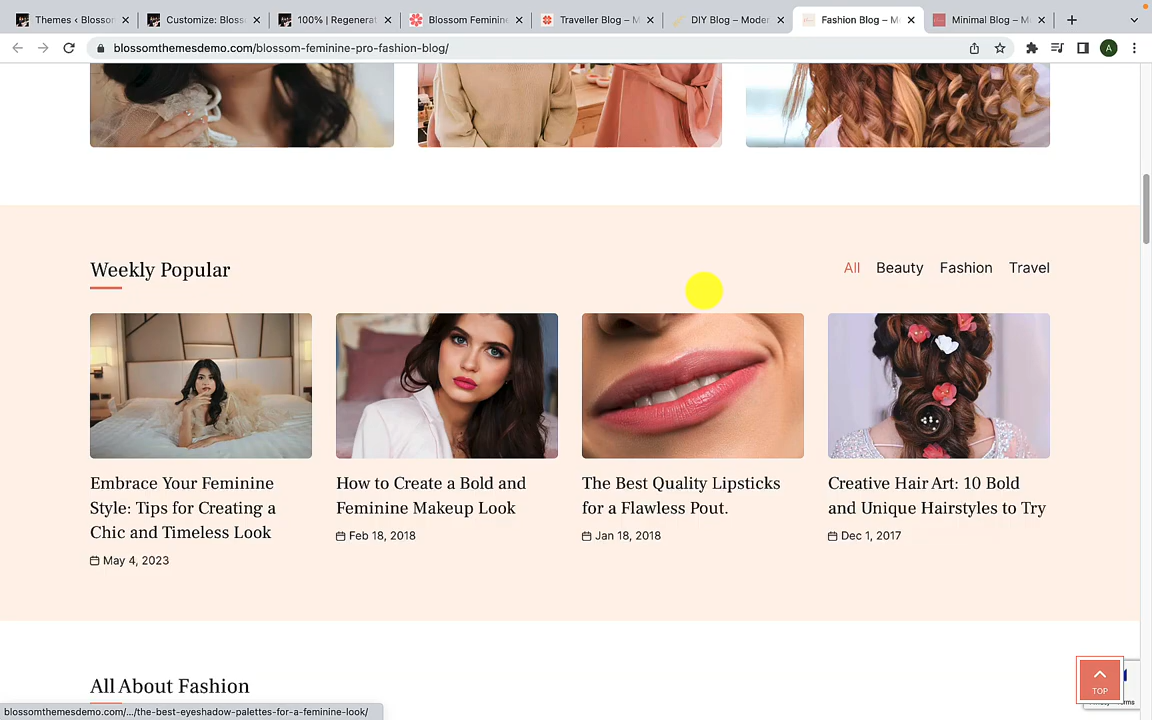 Themes ‹ Blossom
Customize: Bloss
100% | Regenerat
Blossom Feminine
Traveller Blog – M
DIY Blog – Moder
Fashion Blog – M
Minimal Blog – M
blossomthemesdemo.com/blossom-feminine-pro-fashion-blog/
A
Weekly Popular
All Beauty Fashion Travel
Embrace Your Feminine
Style: Tips for Creating a
Chic and Timeless Look
May 4, 2023
How to Create a Bold and
Feminine Makeup Look
Feb 18, 2018
The Best Quality Lipsticks
for a Flawless Pout.
Jan 18, 2018
Creative Hair Art: 10 Bold
and Unique Hairstyles to Try
Dec 1, 2017
All About Fashion
TOP
blossomthemesdemo.com/.../the-best-eyeshadow-palettes-for-a-feminine-look/